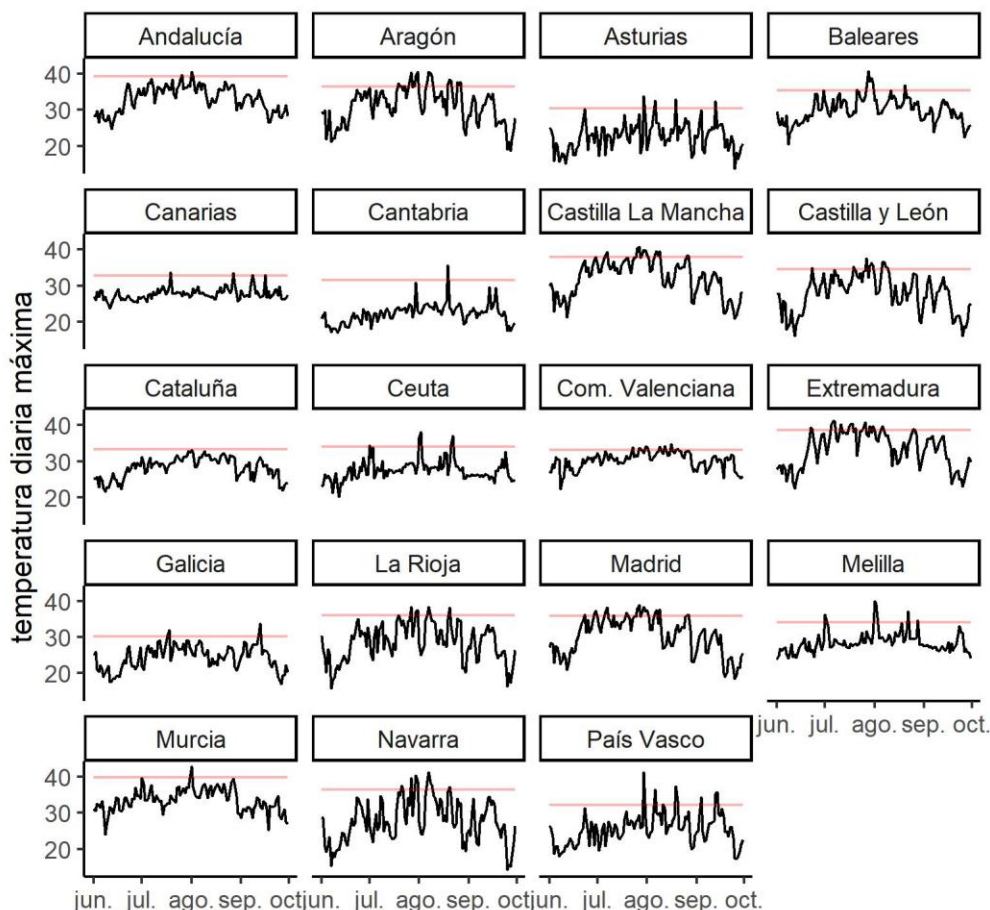 Andalucía
Aragón
Asturias
Baleares
40
30
20
Canarias
Cantabria
Castilla La Mancha
Castilla y León
40
30
20
Cataluña
Ceuta
Com. Valenciana
Extremadura
40
30
20
Galicia
La Rioja
Madrid
Melilla
40
30
20
jun. jul. ago. sep. oct.
Murcia
Navarra
País Vasco
40
20
jun. jul. ago. sep. oct.
jun. jul. ago. sep. oct.
jun. jul. ago. sep. oct.
temperatura diaria máxima